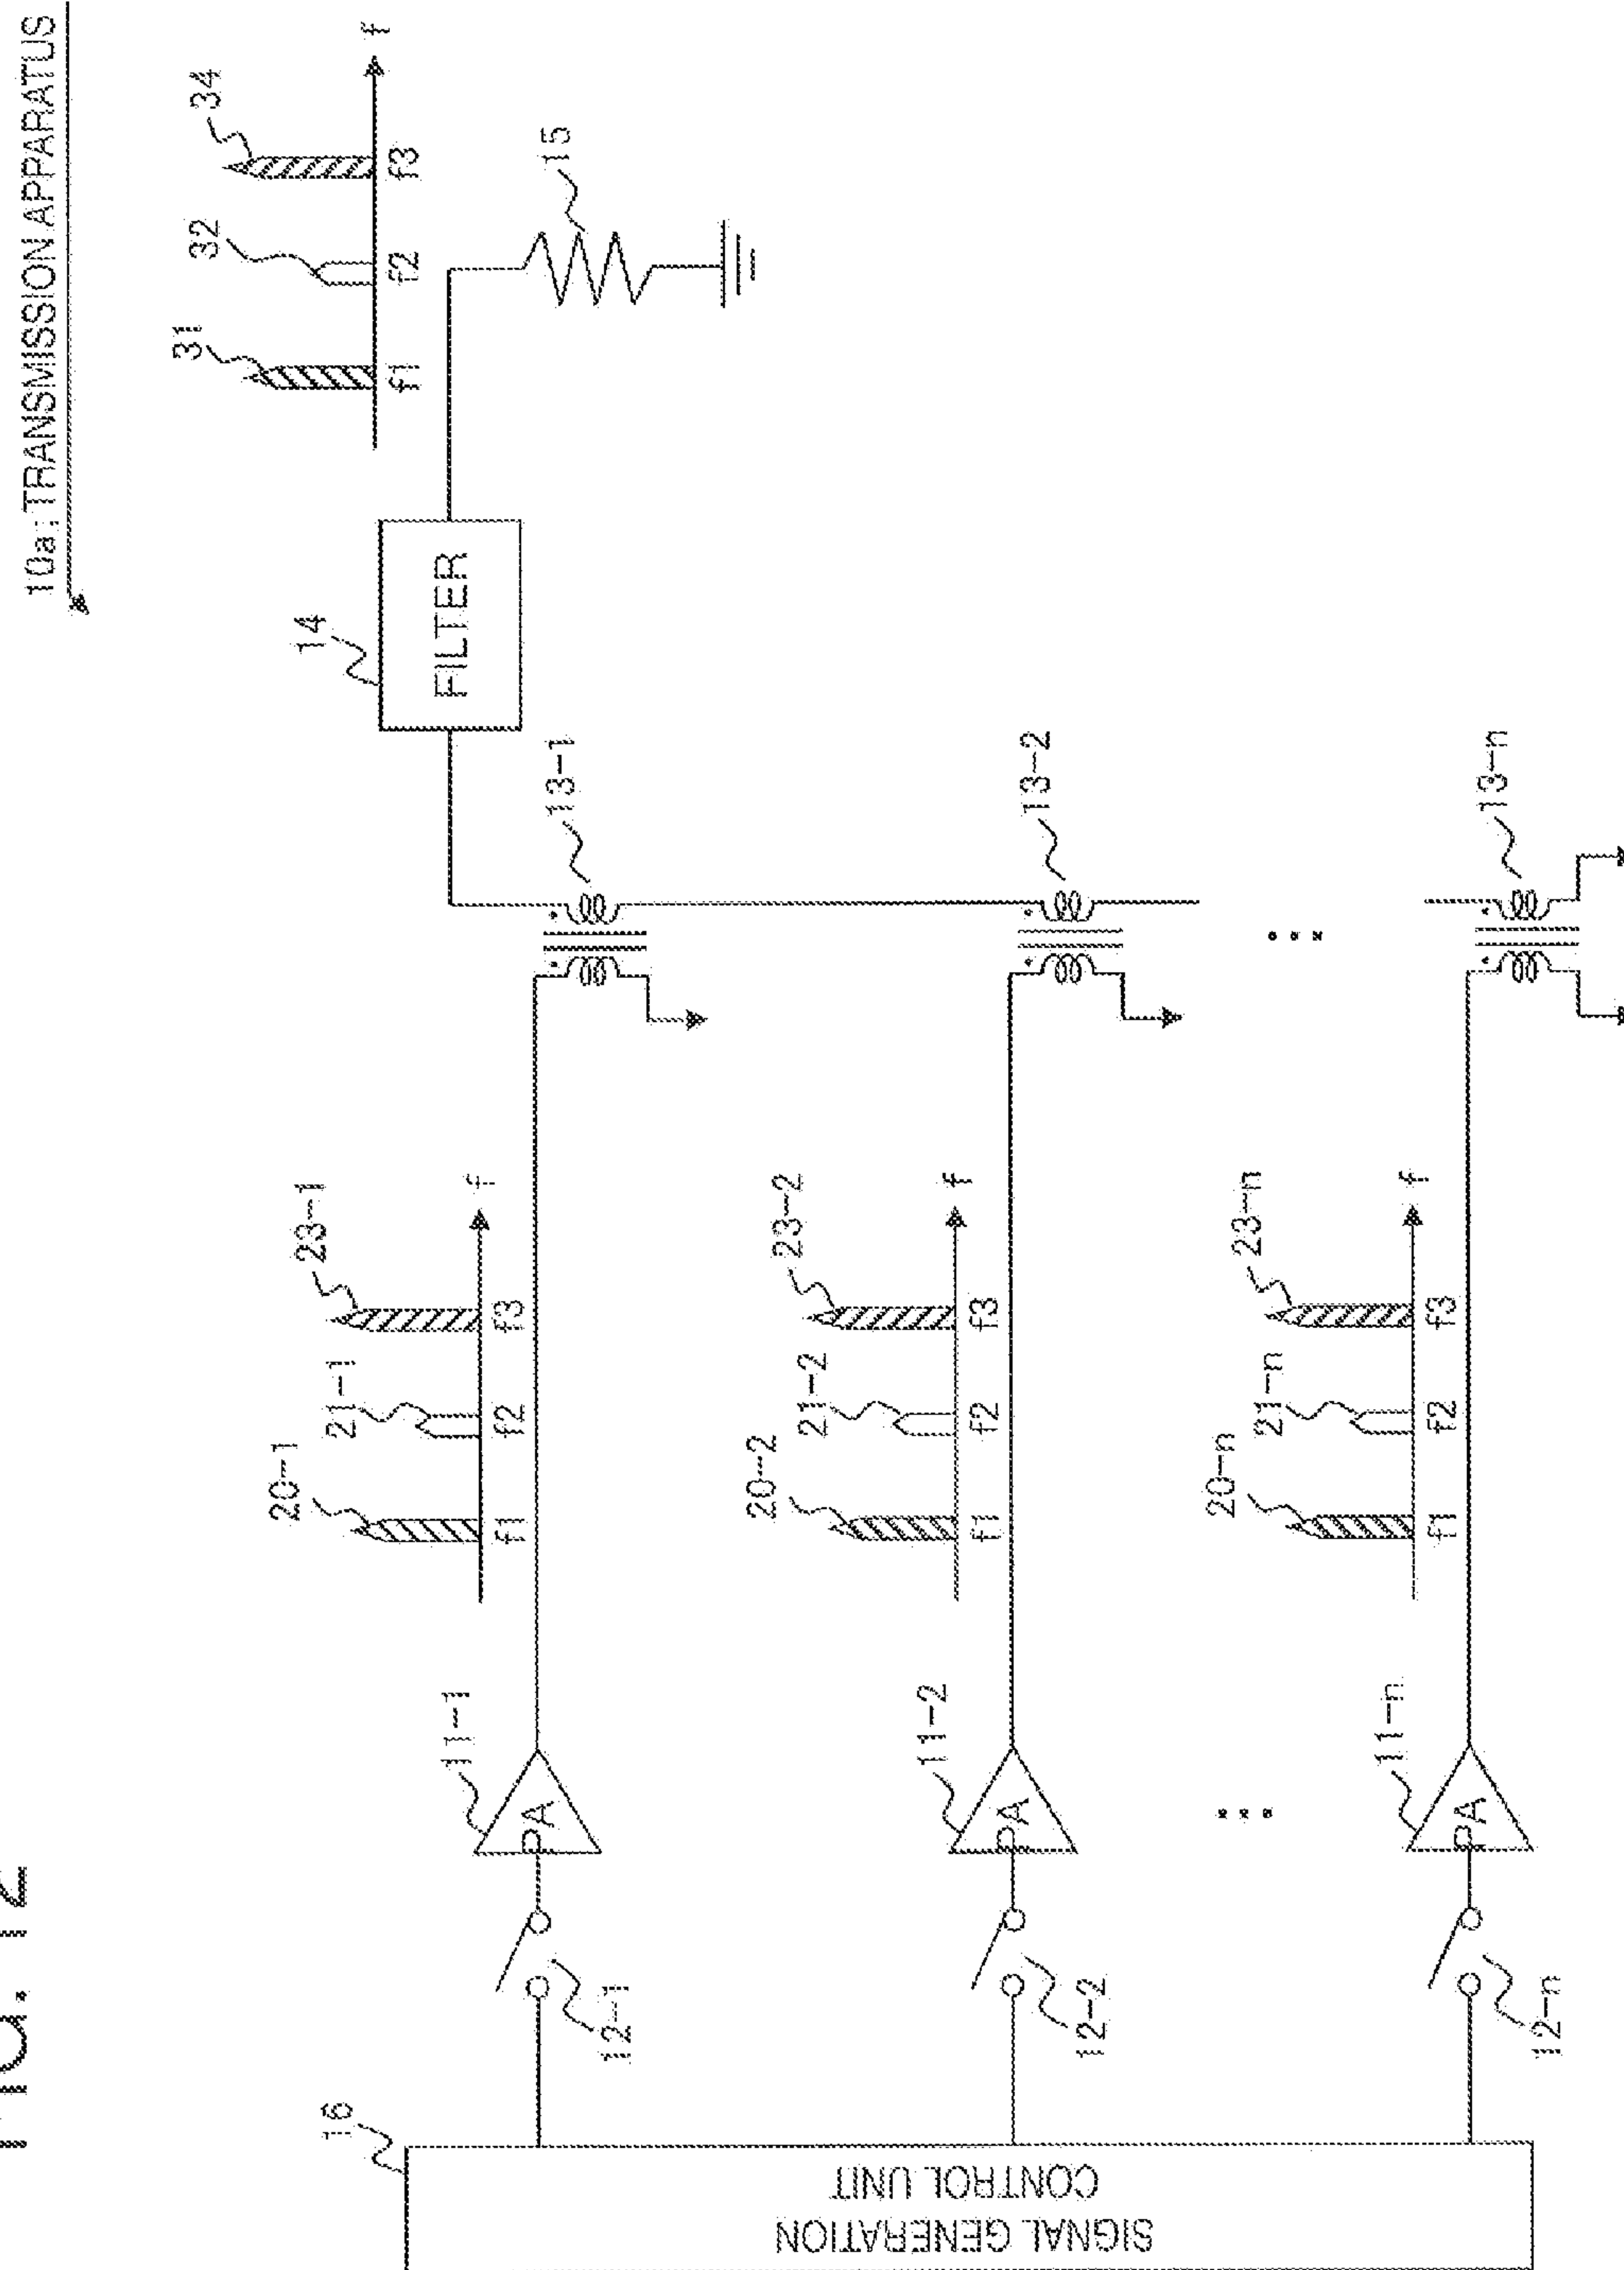 10a : TRANSMISSION APPARATUS
31
32
34
f1
f2
f3
f
14
FILTER
15
20-1
21-1
23-1
f1
f2
f3
f
11-1
PA
12-1
13-1
20-2
21-2
23-2
f1
f2
f3
f
11-2
PA
12-2
13-2
20-n
21-n
23-n
f1
f2
f3
f
11-n
PA
12-n
13-n
16
SIGNAL GENERATION
CONTROL UNIT